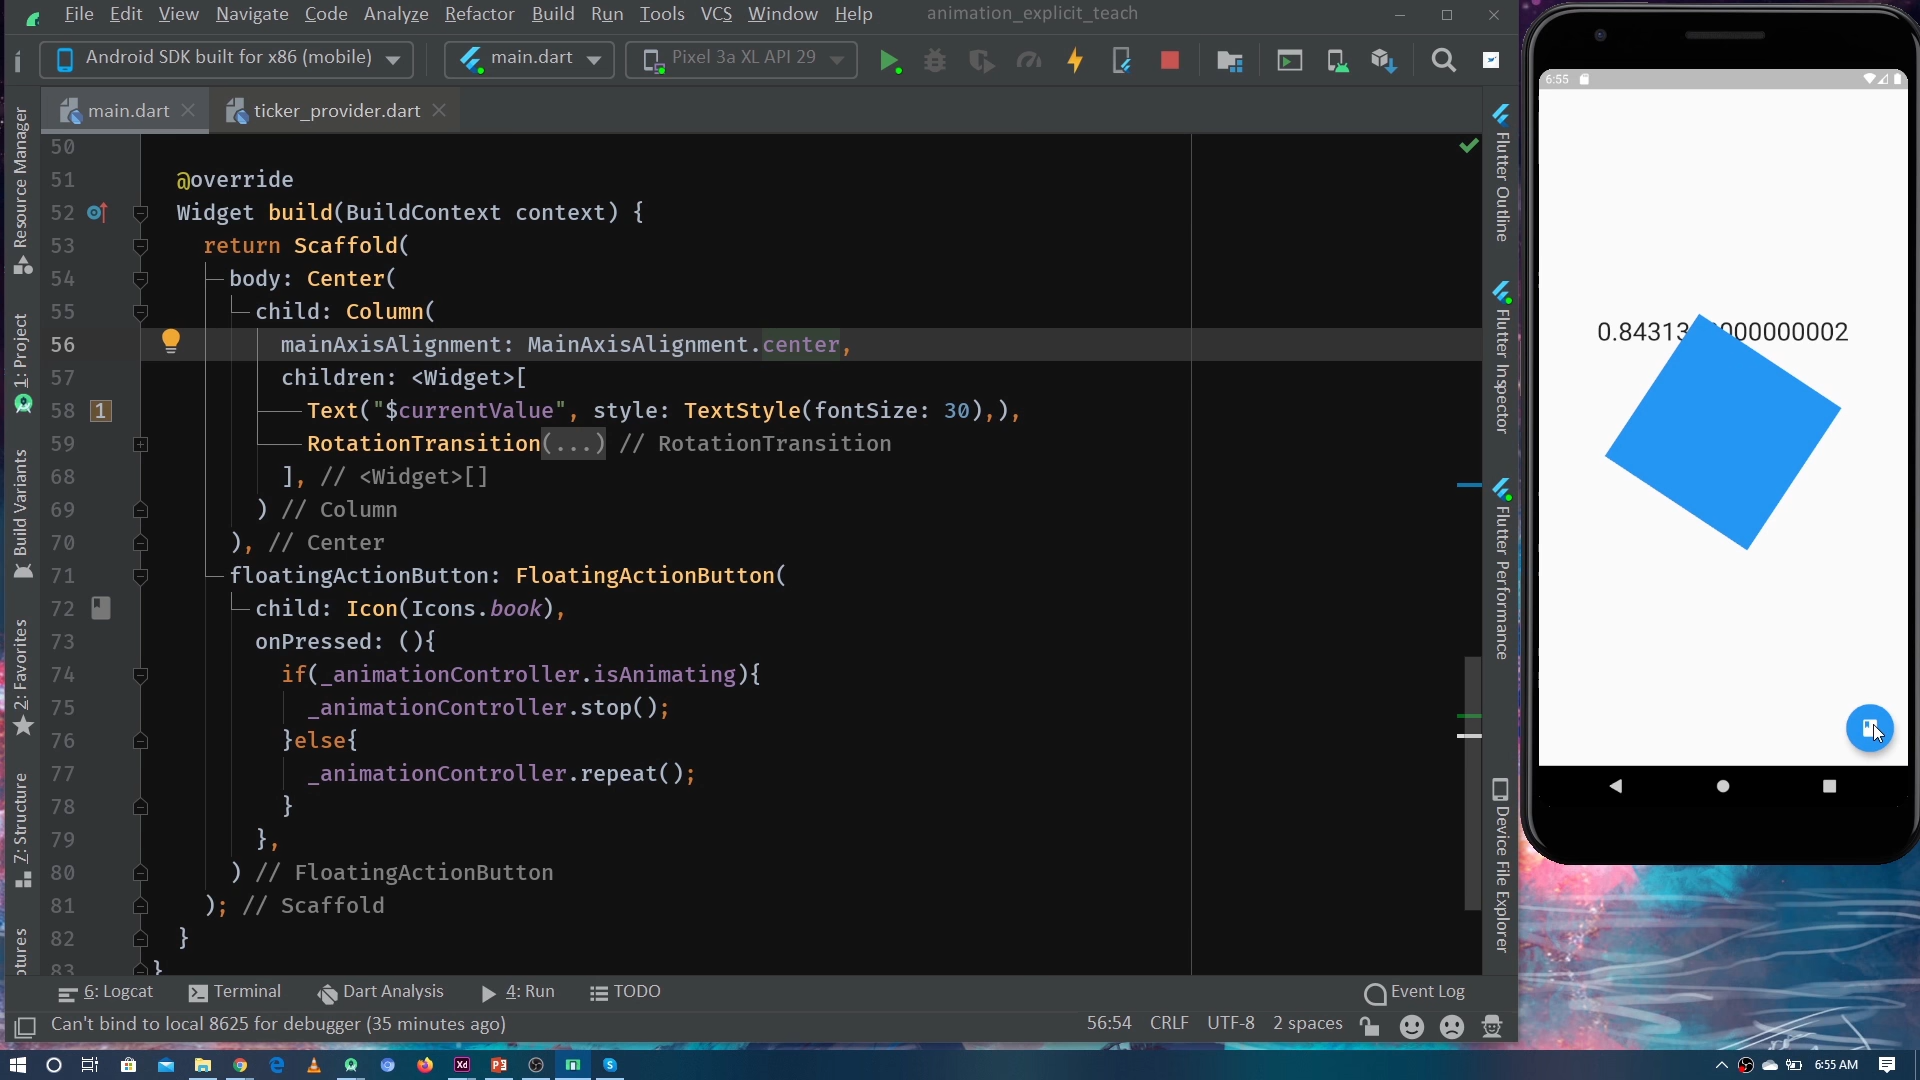 File Edit View Navigate Code Analyze Refactor Build Run Tools VCS Window Help animation_explicit_teach
Android SDK built for x86 (mobile) main.dart Pixel 3a XL API 29
main.dart ticker_provider.dart
50
51 @override
52 Widget build(BuildContext context) {
53 return Scaffold(
54 body: Center(
55 child: Column(
56 mainAxisAlignment: MainAxisAlignment.center,
57 children: <Widget>[
58 1 Text("$currentValue", style: TextStyle(fontSize: 30),),
59 RotationTransition(...) // RotationTransition
68 ], // <Widget>[]
69 ) // Column
70 ), // Center
71 floatingActionButton: FloatingActionButton(
72 child: Icon(Icons.book),
73 onPressed: (){
74 if(_animationController.isAnimating){
75 _animationController.stop();
76 }else{
77 _animationController.repeat();
78 }
79 },
80 ) // FloatingActionButton
81 ); // Scaffold
82 }
83 }
Resource Manager
1: Project
Build Variants
2: Favorites
7: Structure
ptures
Flutter Outline
Flutter Inspector
Flutter Performance
Device File Explorer
6: Logcat Terminal Dart Analysis 4: Run TODO Event Log
Can't bind to local 8625 for debugger (35 minutes ago) 56:54 CRLF UTF-8 2 spaces
6:55
0.8431 000000002
6:55 AM